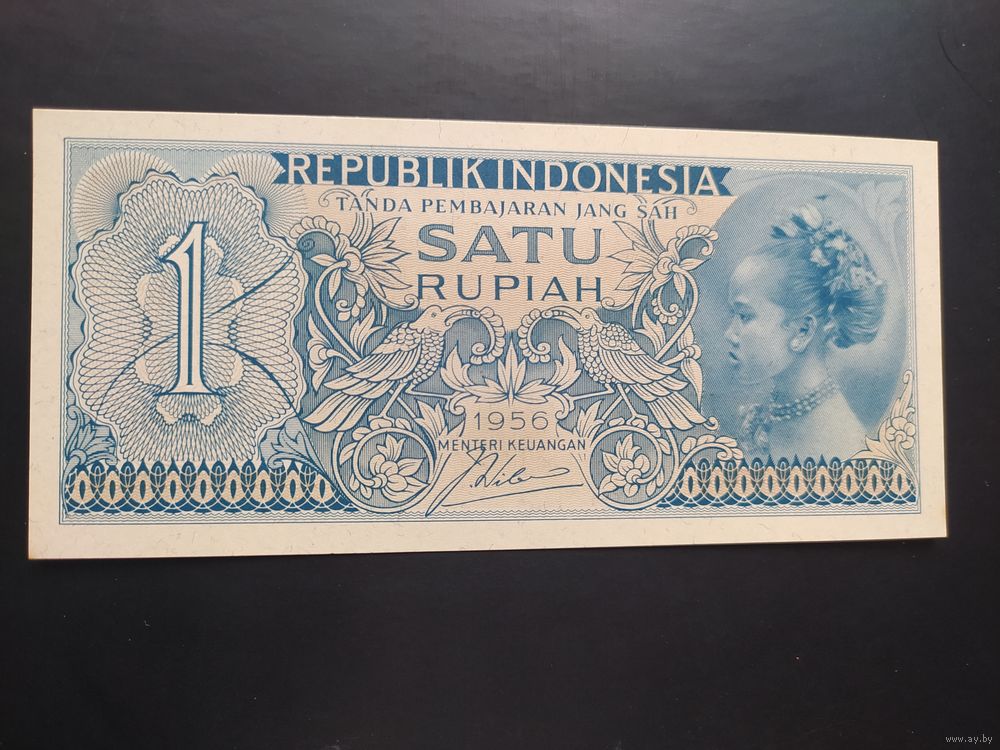 REPUBLIK INDONESIA
TANDA PEMBAJARAN JANG SAH
1
SATU
RUPIAH
1956
MENTERI KEUANGAN
www.ay.by